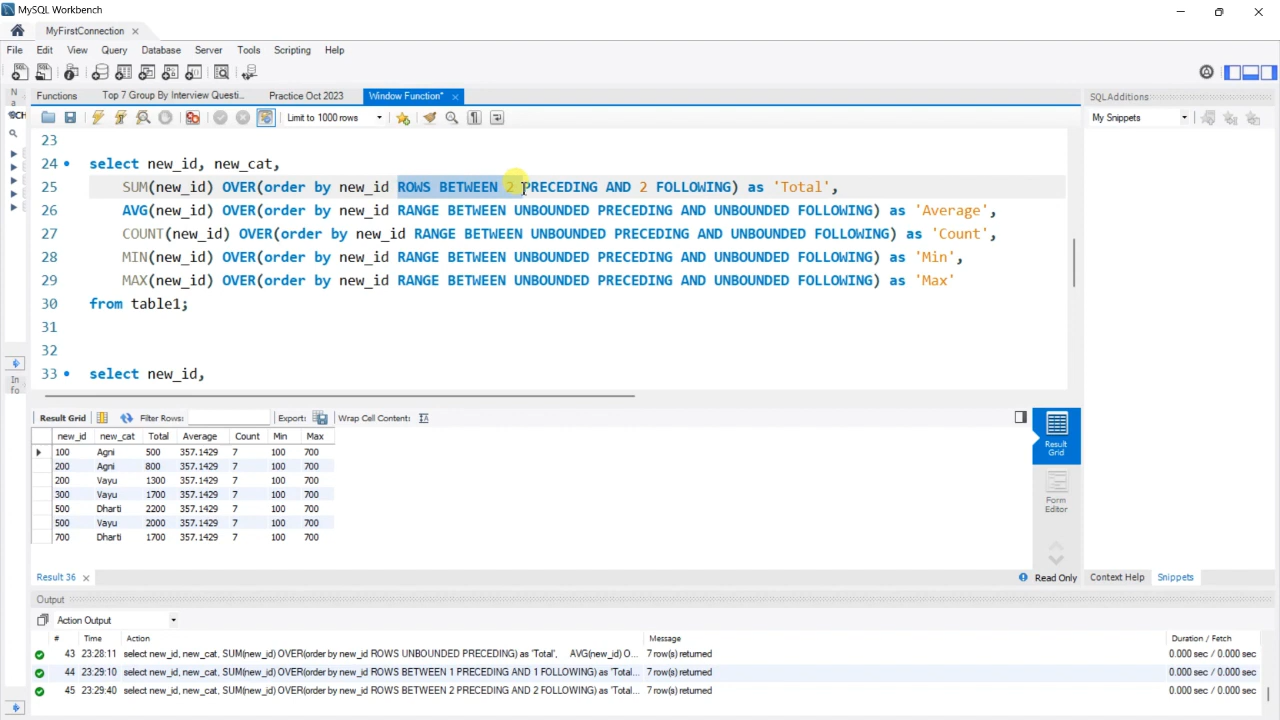 MySQL Workbench
MyFirstConnection
File Edit View Query Database Server Tools Scripting Help
Functions Top 7 Group By Interview Questi... Practice Oct 2023 Window Function* SQLAdditions
Limit to 1000 rows My Snippets
23
24 select new_id, new_cat,
25 SUM(new_id) OVER(order by new_id ROWS BETWEEN 2 PRECEDING AND 2 FOLLOWING) as 'Total',
26 AVG(new_id) OVER(order by new_id RANGE BETWEEN UNBOUNDED PRECEDING AND UNBOUNDED FOLLOWING) as 'Average',
27 COUNT(new_id) OVER(order by new_id RANGE BETWEEN UNBOUNDED PRECEDING AND UNBOUNDED FOLLOWING) as 'Count',
28 MIN(new_id) OVER(order by new_id RANGE BETWEEN UNBOUNDED PRECEDING AND UNBOUNDED FOLLOWING) as 'Min',
29 MAX(new_id) OVER(order by new_id RANGE BETWEEN UNBOUNDED PRECEDING AND UNBOUNDED FOLLOWING) as 'Max'
30 from table1;
31
32
33 select new_id,
Result Grid Filter Rows: Export: Wrap Cell Content:
new_id new_cat Total Average Count Min Max
100 Agni 500 357.1429 7 100 700
200 Agni 800 357.1429 7 100 700
200 Vayu 1300 357.1429 7 100 700
300 Vayu 1700 357.1429 7 100 700
500 Dharti 2200 357.1429 7 100 700
500 Vayu 2000 357.1429 7 100 700
700 Dharti 1700 357.1429 7 100 700
Result Grid
Form Editor
Result 36 Read Only Context Help Snippets
Output
Action Output
# Time Action Message Duration / Fetch
43 23:28:11 select new_id, new_cat, SUM(new_id) OVER(order by new_id ROWS UNBOUNDED PRECEDING) as 'Total', AVG(new_id) O... 7 row(s) returned 0.000 sec / 0.000 sec
44 23:29:10 select new_id, new_cat, SUM(new_id) OVER(order by new_id ROWS BETWEEN 1 PRECEDING AND 1 FOLLOWING) as 'Total... 7 row(s) returned 0.000 sec / 0.000 sec
45 23:29:40 select new_id, new_cat, SUM(new_id) OVER(order by new_id ROWS BETWEEN 2 PRECEDING AND 2 FOLLOWING) as 'Total... 7 row(s) returned 0.000 sec / 0.000 sec